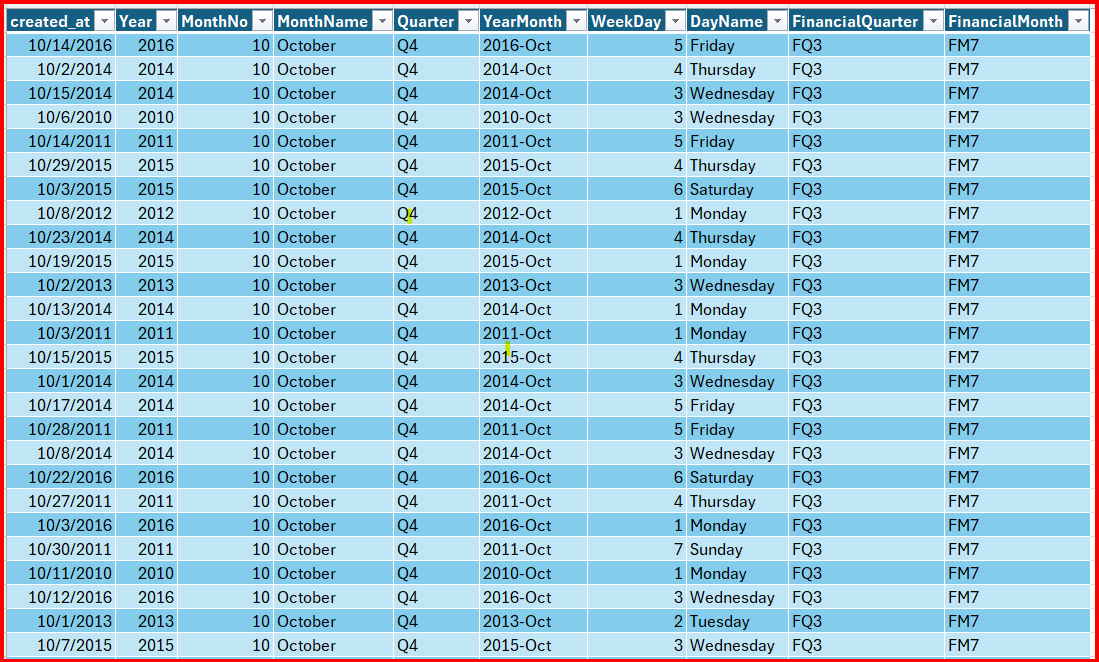 created_at Year MonthNo MonthName Quarter YearMonth WeekDay DayName FinancialQuarter FinancialMonth
10/14/2016 2016 10 October Q4 2016-Oct 5 Friday FQ3 FM7
10/2/2014 2014 10 October Q4 2014-Oct 4 Thursday FQ3 FM7
10/15/2014 2014 10 October Q4 2014-Oct 3 Wednesday FQ3 FM7
10/6/2010 2010 10 October Q4 2010-Oct 3 Wednesday FQ3 FM7
10/14/2011 2011 10 October Q4 2011-Oct 5 Friday FQ3 FM7
10/29/2015 2015 10 October Q4 2015-Oct 4 Thursday FQ3 FM7
10/3/2015 2015 10 October Q4 2015-Oct 6 Saturday FQ3 FM7
10/8/2012 2012 10 October Q4 2012-Oct 1 Monday FQ3 FM7
10/23/2014 2014 10 October Q4 2014-Oct 4 Thursday FQ3 FM7
10/19/2015 2015 10 October Q4 2015-Oct 1 Monday FQ3 FM7
10/2/2013 2013 10 October Q4 2013-Oct 3 Wednesday FQ3 FM7
10/13/2014 2014 10 October Q4 2014-Oct 1 Monday FQ3 FM7
10/3/2011 2011 10 October Q4 2011-Oct 1 Monday FQ3 FM7
10/15/2015 2015 10 October Q4 2015-Oct 4 Thursday FQ3 FM7
10/1/2014 2014 10 October Q4 2014-Oct 3 Wednesday FQ3 FM7
10/17/2014 2014 10 October Q4 2014-Oct 5 Friday FQ3 FM7
10/28/2011 2011 10 October Q4 2011-Oct 5 Friday FQ3 FM7
10/8/2014 2014 10 October Q4 2014-Oct 3 Wednesday FQ3 FM7
10/22/2016 2016 10 October Q4 2016-Oct 6 Saturday FQ3 FM7
10/27/2011 2011 10 October Q4 2011-Oct 4 Thursday FQ3 FM7
10/3/2016 2016 10 October Q4 2016-Oct 1 Monday FQ3 FM7
10/30/2011 2011 10 October Q4 2011-Oct 7 Sunday FQ3 FM7
10/11/2010 2010 10 October Q4 2010-Oct 1 Monday FQ3 FM7
10/12/2016 2016 10 October Q4 2016-Oct 3 Wednesday FQ3 FM7
10/1/2013 2013 10 October Q4 2013-Oct 2 Tuesday FQ3 FM7
10/7/2015 2015 10 October Q4 2015-Oct 3 Wednesday FQ3 FM7